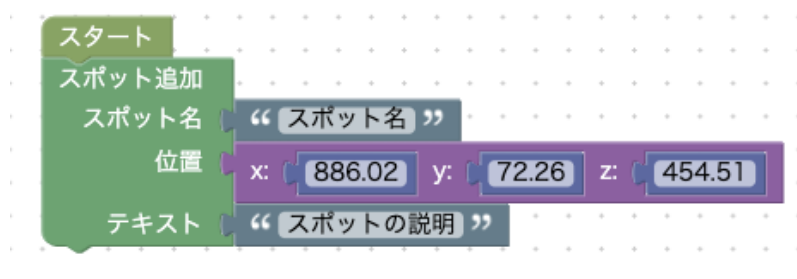 スタート
スポット追加
スポット名 “ スポット名 ”
位置 x: 886.02 y: 72.26 z: 454.51
テキスト “ スポットの説明 ”